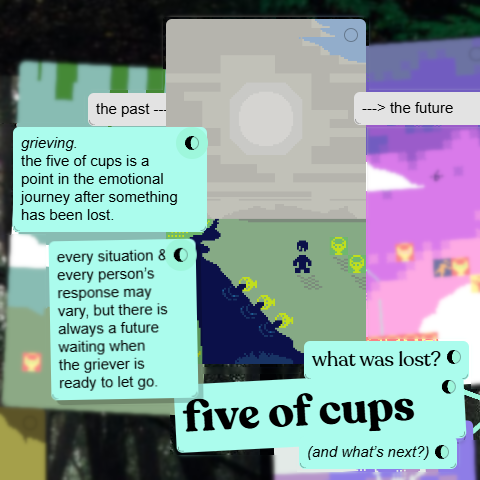 the past ---
---> the future
grieving.
the five of cups is a
point in the emotional
journey after something
has been lost.
every situation &
every person's
response may
vary, but there is
always a future
waiting when
the griever is
ready to let go.
what was lost?
five of cups
(and what's next?)